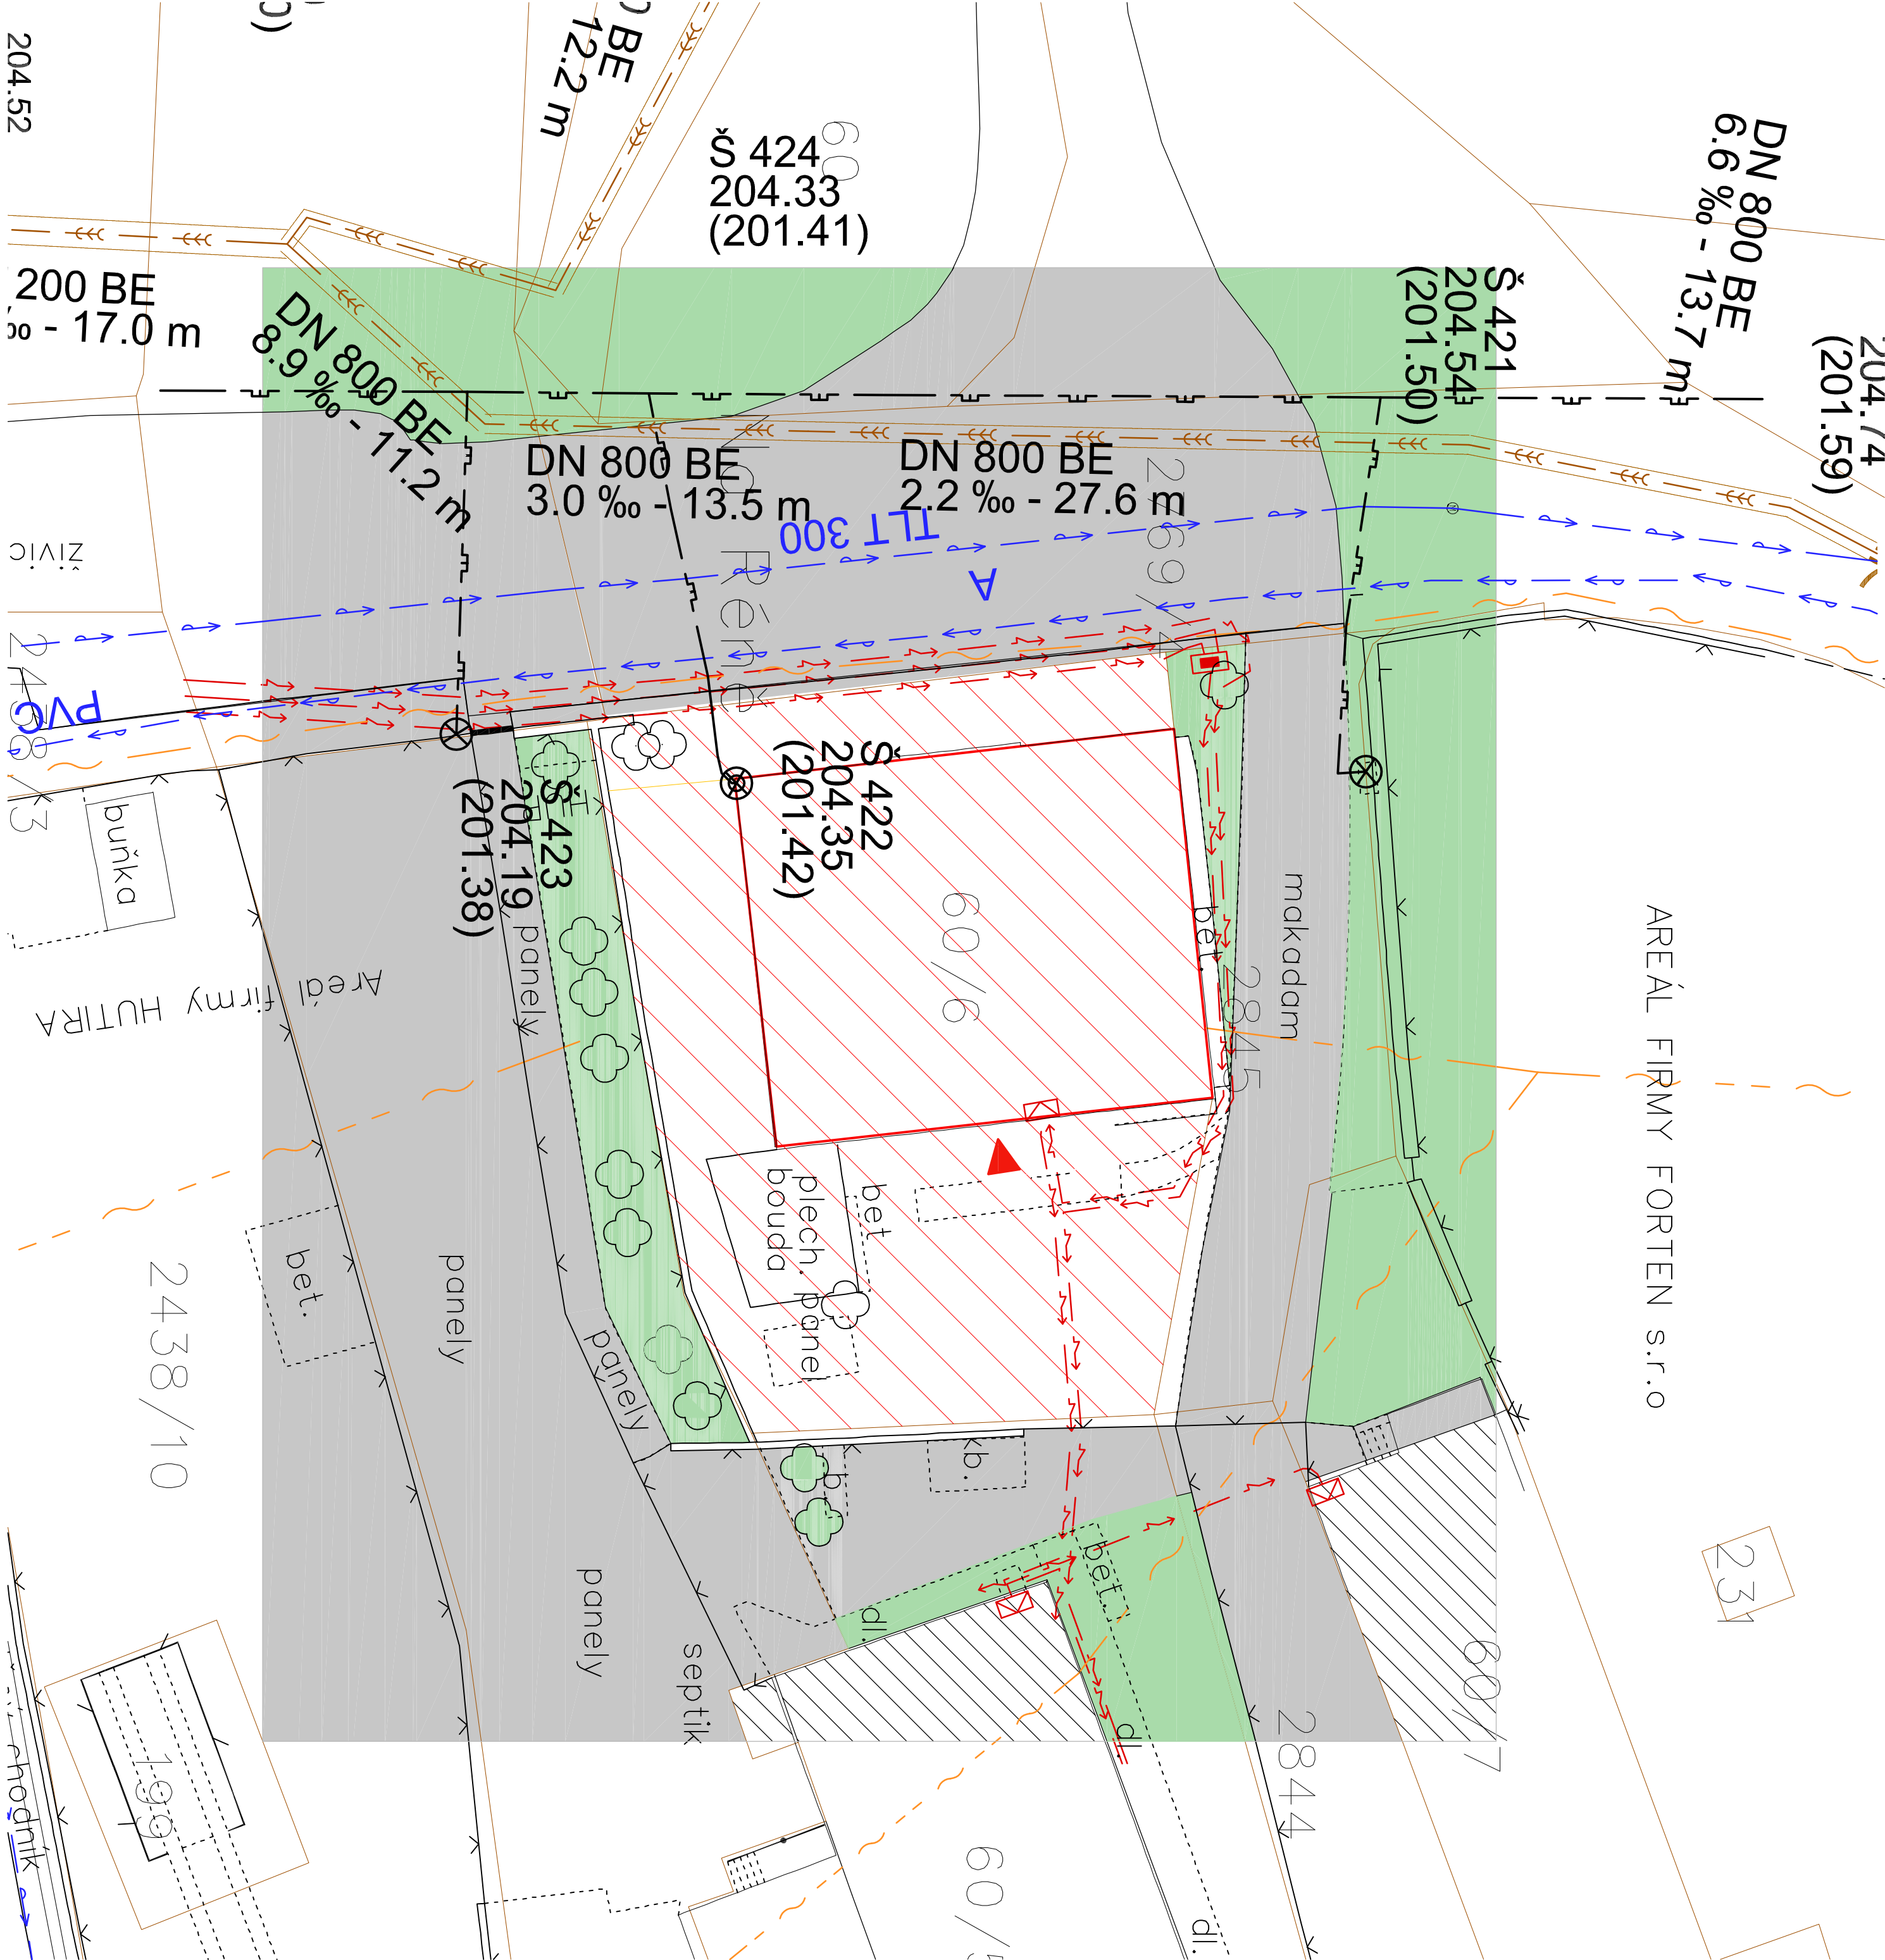 204.52
BE
12.2 m
60
Š 424
204.33
(201.41)
DN 800 BE
6.6 ‰ - 13.7 m
200 BE
‰ - 17.0 m
DN 800 BE
8.9 ‰ - 11.2 m
Š 421
204.54
(201.50)
204.74
(201.59)
DN 800 BE
3.0 ‰ - 13.5 m
DN 800 BE
2.2 ‰ - 27.6 m
TLT 300
A
PVC
živic
buňka
Š 423
204.19
(201.38)
Š 422
204.35
(201.42)
60/6
bet.
makadam
2845
AREÁL FIRMY FORTEN s.r.o
Areál firmy HUTIRA
panely
bet
plech.
bouda
panel
bet.
panely
panely
2438/10
kb.
b.
bet.
dl.
panely
septik
dl.
231
60/7
2844
199
chodník
dl.